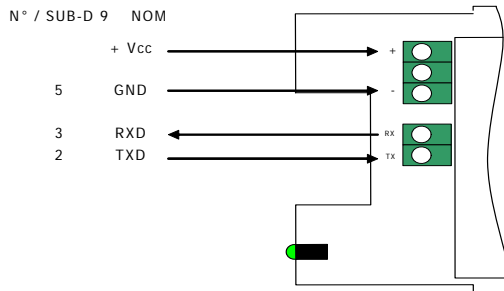 N° / SUB-D 9 NOM
+ Vcc +
5 GND -
3 RXD RX
2 TXD TX